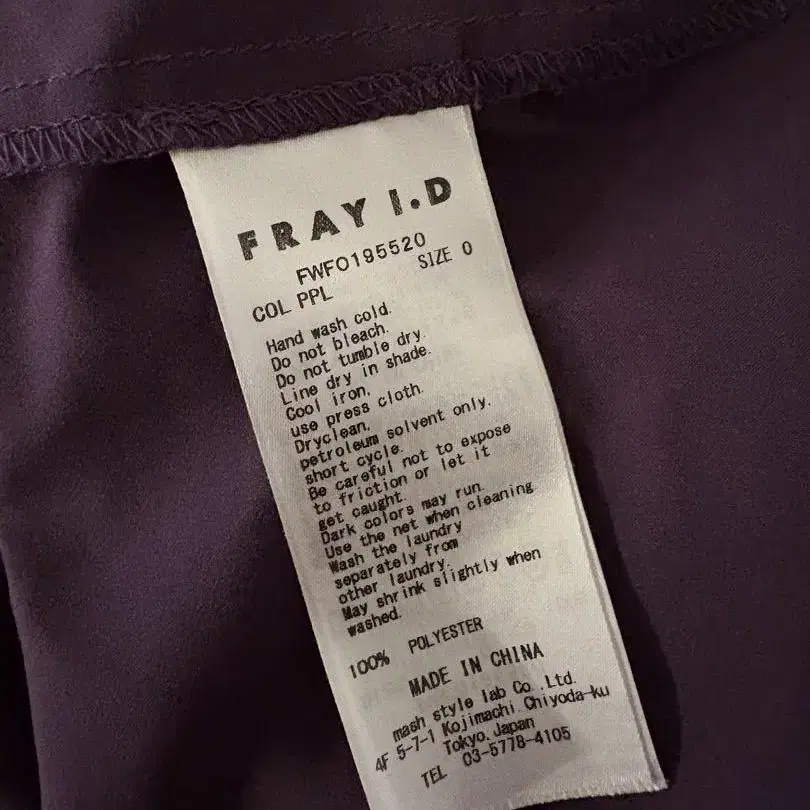 FRAY I.D
FWFO195520
COL PPL SIZE 0
Hand wash cold.
Do not bleach.
Do not tumble dry.
Line dry in shade.
Cool iron,
use press cloth.
Dryclean,
petroleum solvent only.
short cycle.
Be careful not to expose
to friction or let it
get caught.
Dark colors may run.
Use the net when cleaning
Wash the laundry
separately from
other laundry.
May shrink slightly when
washed.
100% POLYESTER
MADE IN CHINA
mash style lab Co.,Ltd.
4F 5-7-1 Kojimachi Chiyoda-ku
Tokyo.Japan
TEL 03-5778-4105